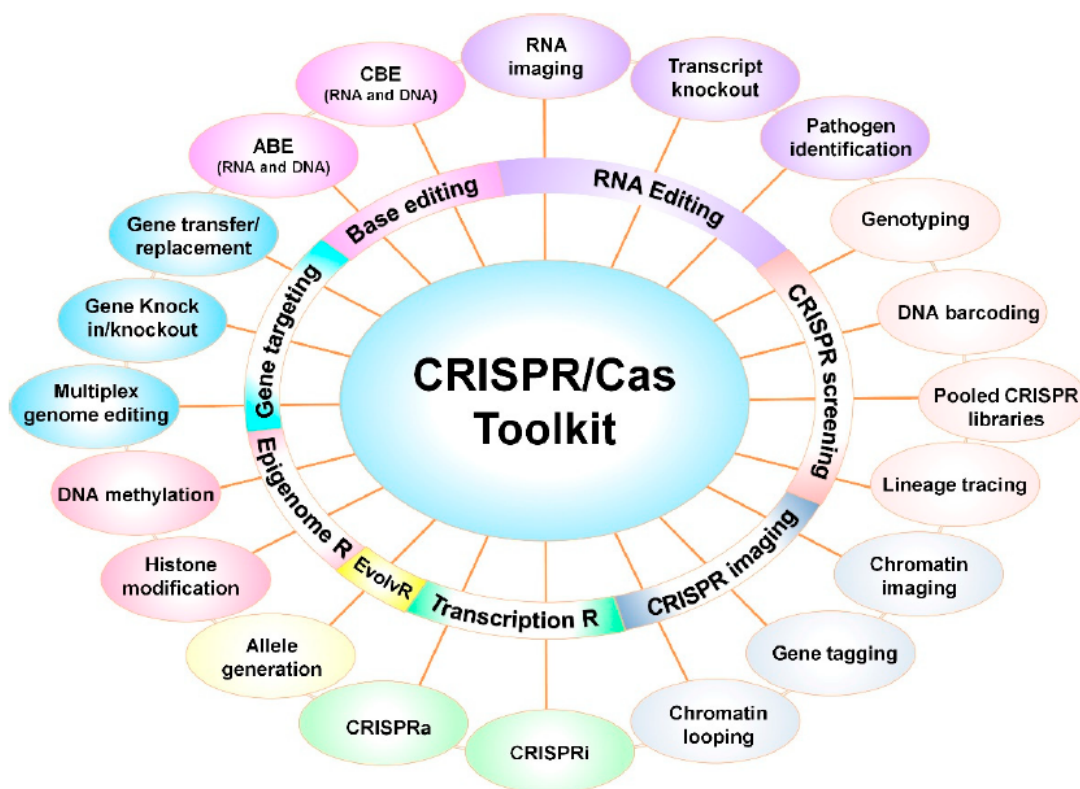 RNA
imaging
Transcript
knockout
Pathogen
identification
Genotyping
DNA barcoding
Pooled CRISPR
libraries
Lineage tracing
Chromatin
imaging
Gene tagging
Chromatin
looping
CRISPRi
CRISPRa
Allele
generation
Histone
modification
DNA methylation
Multiplex
genome editing
Gene Knock
in/knockout
Gene transfer/
replacement
ABE
(RNA and DNA)
CBE
(RNA and DNA)
Base editing
RNA Editing
CRISPR screening
CRISPR imaging
Transcription R
EvolvR
Epigenome R
Gene targeting
CRISPR/Cas
Toolkit